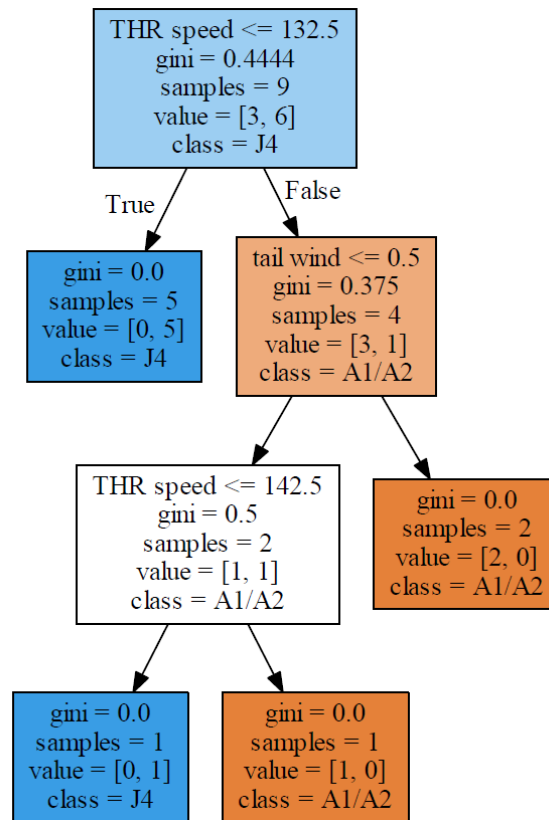 THR speed <= 132.5
gini = 0.4444
samples = 9
value = [3, 6]
class = J4
True
False
gini = 0.0
samples = 5
value = [0, 5]
class = J4
tail wind <= 0.5
gini = 0.375
samples = 4
value = [3, 1]
class = A1/A2
THR speed <= 142.5
gini = 0.5
samples = 2
value = [1, 1]
class = A1/A2
gini = 0.0
samples = 2
value = [2, 0]
class = A1/A2
gini = 0.0
samples = 1
value = [0, 1]
class = J4
gini = 0.0
samples = 1
value = [1, 0]
class = A1/A2